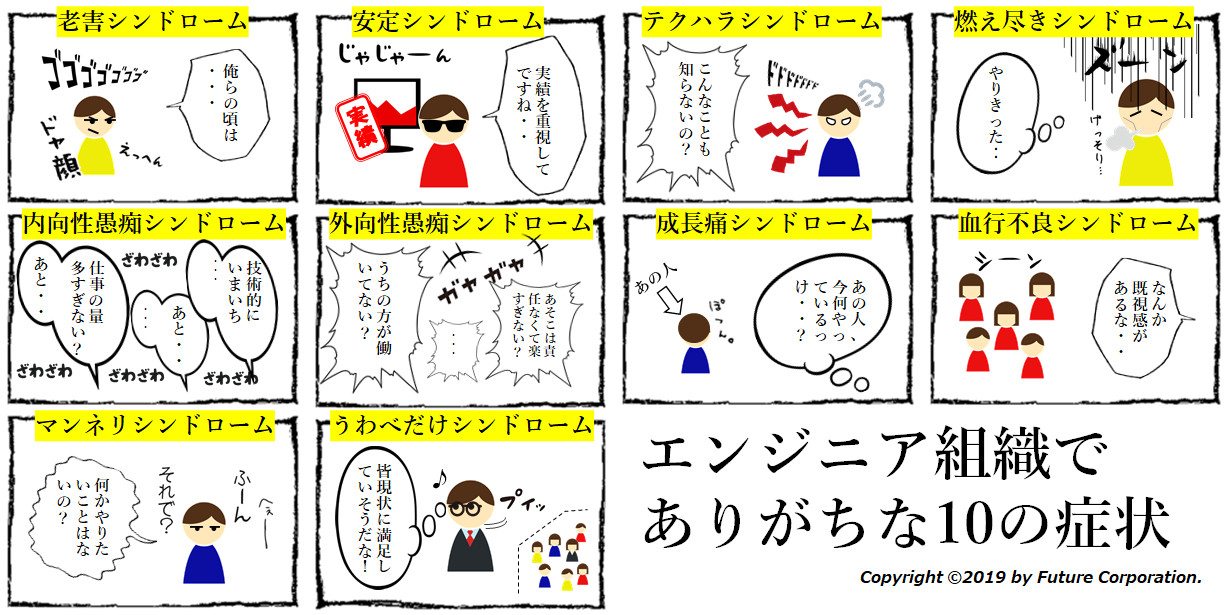 老害シンドローム
ゴゴゴゴゴゴゴ
俺らの頃は
・・・
ドヤ
顔
えっへん
安定シンドローム
じゃじゃーん
実績
実績を重視して
ですね・・
テクハラシンドローム
こんなことも
知らないの?
ドドドドドドド
燃え尽きシンドローム
ズーン
やりきった・・
げっそり…
内向性愚痴シンドローム
技術的に
いまいち
・・・
ざわざわ
仕事の量
多すぎない?
あと・・
あと・・
・・・
ざわざわ
ざわざわ
ざわざわ
外向性愚痴シンドローム
ガヤガヤ
うちの方が働
いてない?
あそこは責
任なくて楽
すぎない?
・・・
成長痛シンドローム
あの人
ぽつん。
あの人、
今何やっ
ているっ
け・・?
血行不良シンドローム
シーン
なんか
既視感が
あるな・・
マンネリシンドローム
何かやりた
いことはな
いの?
それで?
ふーん
へぇー
うわべだけシンドローム
皆現状に満足し
ていそうだな!
♪
プイッ
エンジニア組織で
ありがちな10の症状
Copyright ©2019 by Future Corporation.